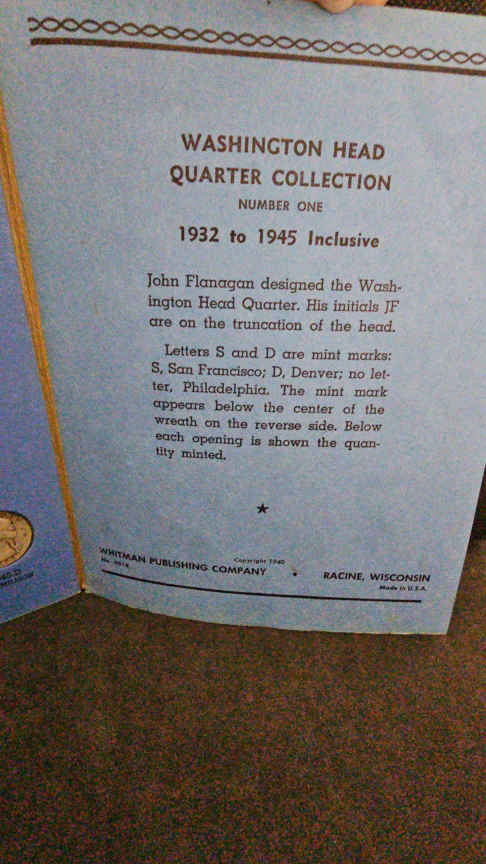 WASHINGTON HEAD
QUARTER COLLECTION
NUMBER ONE
1932 to 1945 Inclusive
John Flanagan designed the Wash-
ington Head Quarter. His initials JF
are on the truncation of the head.
Letters S and D are mint marks:
S, San Francisco; D, Denver; no let-
ter, Philadelphia. The mint mark
appears below the center of the
wreath on the reverse side. Below
each opening is shown the quan-
tity minted.
Copyright 1940
WHITMAN PUBLISHING COMPANY • RACINE, WISCONSIN
No.
Made in U.S.A.